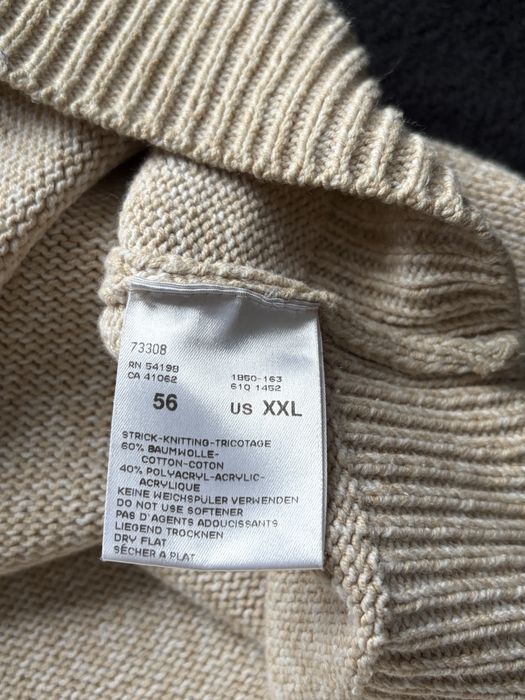 73308
RN 54198
CA 41062
1850-163
610 1452
56 US XXL
STRICK-KNITTING-TRICOTAGE
60% BAUMWOLLE-
COTTON-COTON
40% POLYACRYL-ACRYLIC-
ACRYLIQUE
KEINE WEICHSPÜLER VERWENDEN
DO NOT USE SOFTENER
PAS D'AGENTS ADOUCISSANTS
LIEGEND TROCKNEN
DRY FLAT
SÉCHER A PLAT